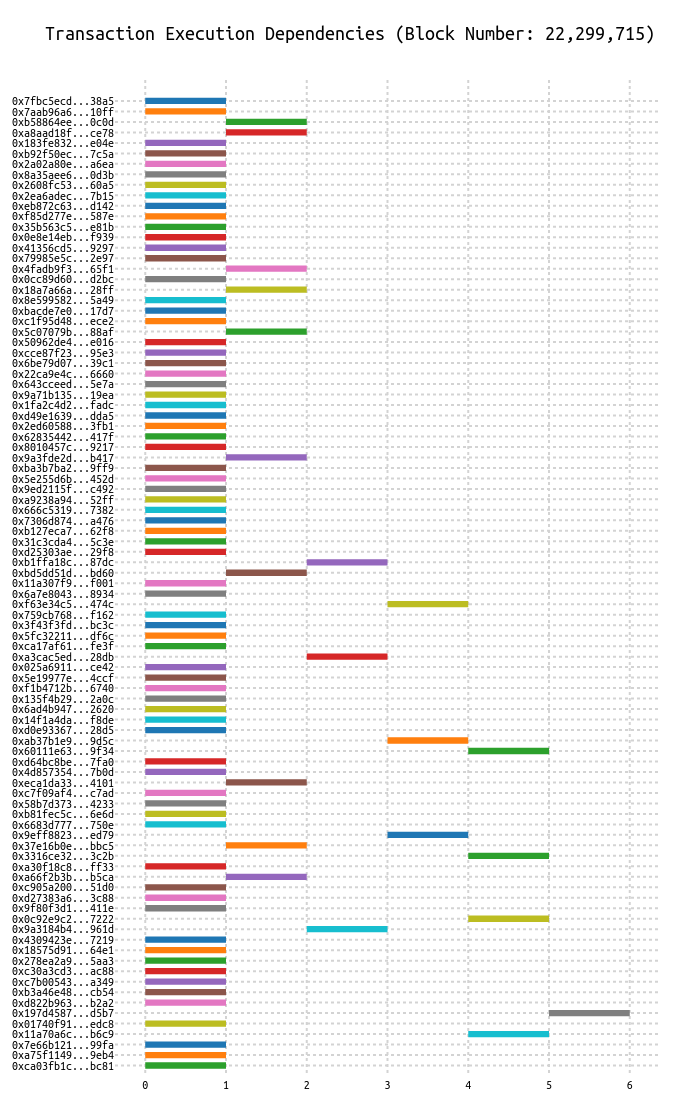 Transaction Execution Dependencies (Block Number: 22,299,715)
0x7fbc5ecd...38a5
0x7aab96a6...10ff
0xb58864ee...0c0d
0xa8aad18f...ce78
0x183fe832...e04e
0xb92f50ec...7c5a
0x2a02a80e...a6ea
0x8a35aee6...0d3b
0x2608fc53...60a5
0x2ea6adec...7b15
0xeb872c63...d142
0xf85d277e...587e
0x35b563c5...e81b
0x0e8e14eb...f939
0x41356cd5...9297
0x79985e5c...2e97
0x4fadb9f3...65f1
0x0cc89d60...d2bc
0x18a7a66a...28ff
0x8e599582...5a49
0xbacde7e0...17d7
0xc1f95d48...ece2
0x5c07079b...88af
0x50962de4...e016
0xcce87f23...95e3
0x6be79d07...39c1
0x22ca9e4c...6660
0x643cceed...5e7a
0x9a71b135...19ea
0x1fa2c4d2...fadc
0xd49e1639...dda5
0x2ed60588...3fb1
0x62835442...417f
0x8010457c...9217
0x9a3fde2d...b417
0xba3b7ba2...9ff9
0x5e255d6b...452d
0x9ed2115f...c492
0xa9238a94...52ff
0x666c5319...7382
0x7306d874...a476
0xb127eca7...62f8
0x31c3cda4...5c3e
0xd25303ae...29f8
0xb1ffa18c...87dc
0xbd5dd51d...bd60
0x11a307f9...f001
0x6a7e8043...8934
0xf63e34c5...474c
0x759cb768...f162
0x3f43f3fd...bc3c
0x5fc32211...df6c
0xca17af61...fe3f
0xa3cac5ed...28db
0x025a6911...ce42
0x5e19977e...4ccf
0xf1b4712b...6740
0x135f4b29...2a0c
0x6ad4b947...2620
0x14f1a4da...f8de
0xd0e93367...28d5
0xab37b1e9...9d5c
0x60111e63...9f34
0xd64bc8be...7fa0
0x4d857354...7b0d
0xeca1da33...4101
0xc7f09af4...c7ad
0x58b7d373...4233
0xb81fec5c...6e6d
0x6683d777...750e
0x9eff8823...ed79
0x37e16b0e...bbc5
0x3316ce32...3c2b
0xa30f18c8...ff33
0xa66f2b3b...b5ca
0xc905a200...51d0
0xd27383a6...3c88
0x9f80f3d1...411e
0x0c92e9c2...7222
0x9a3184b4...961d
0x4309423e...7219
0x18575d91...64e1
0x278ea2a9...5aa3
0xc30a3cd3...ac88
0xc7b00543...a349
0xb3a46e48...cb54
0xd822b963...b2a2
0x197d4587...d5b7
0x01740f91...edc8
0x11a70a6c...b6c9
0x7e66b121...99fa
0xa75f1149...9eb4
0xca03fb1c...bc81
0 1 2 3 4 5 6